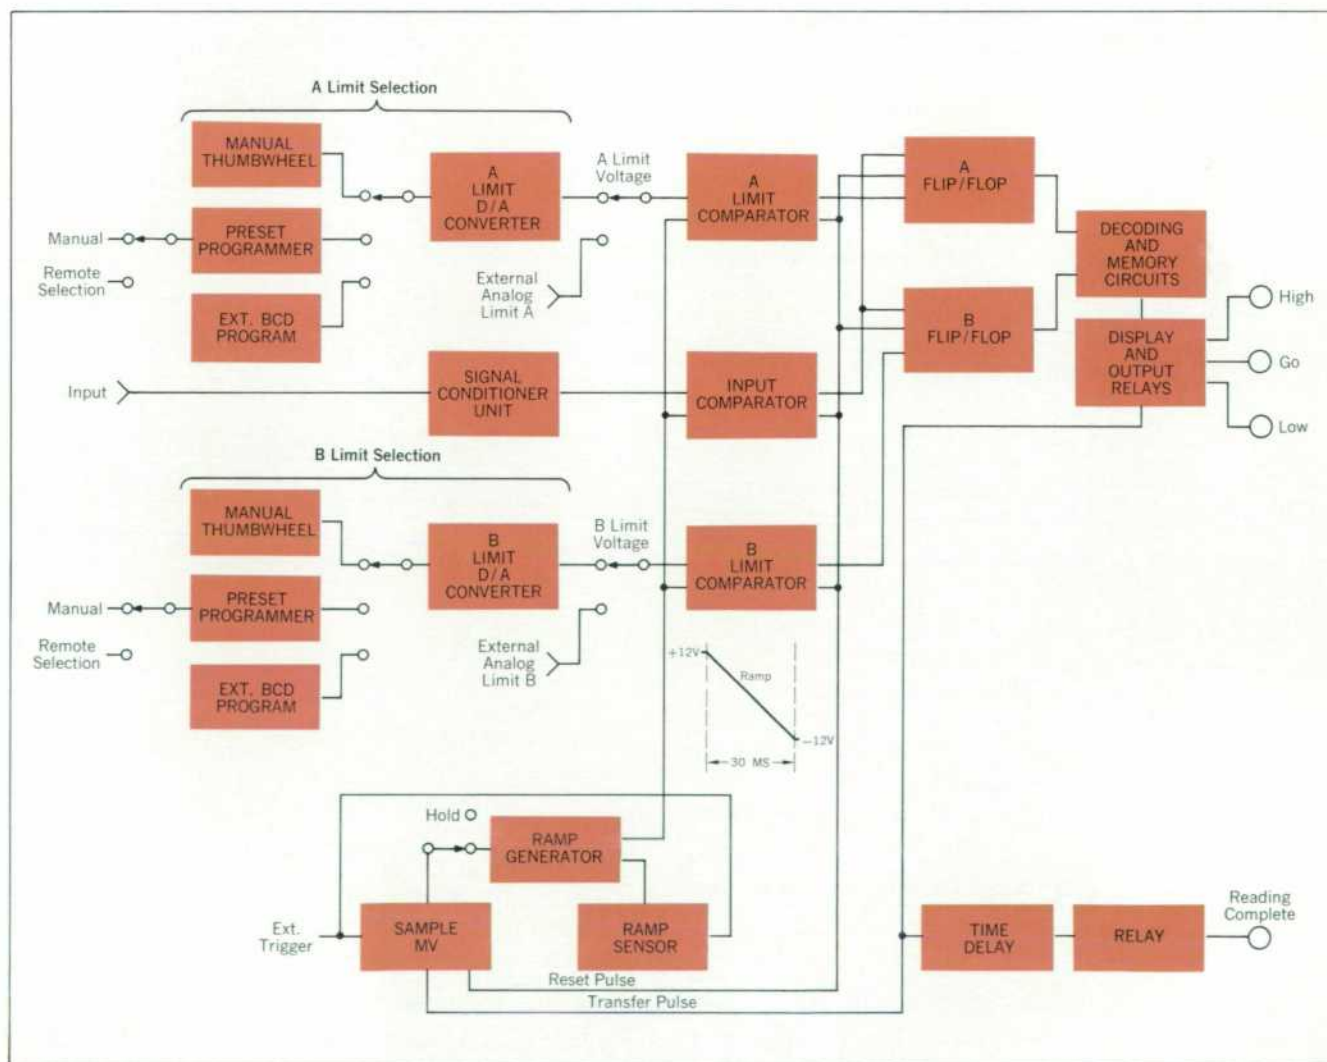 A Limit Selection
MANUAL
THUMBWHEEL
PRESET
PROGRAMMER
EXT. BCD
PROGRAM
Manual
Remote
Selection
A
LIMIT
D/A
CONVERTER
A Limit
Voltage
External
Analog
Limit A
A
LIMIT
COMPARATOR
A
FLIP/FLOP
B
FLIP/FLOP
DECODING
AND
MEMORY
CIRCUITS
DISPLAY
AND
OUTPUT
RELAYS
High
Go
Low
Input
SIGNAL
CONDITIONER
UNIT
INPUT
COMPARATOR
B Limit Selection
MANUAL
THUMBWHEEL
PRESET
PROGRAMMER
EXT. BCD
PROGRAM
Manual
Remote
Selection
B
LIMIT
D/A
CONVERTER
B Limit
Voltage
External
Analog
Limit B
B
LIMIT
COMPARATOR
+12V
Ramp
-12V
30 MS
Hold
RAMP
GENERATOR
Ext.
Trigger
SAMPLE
MV
RAMP
SENSOR
Reset Pulse
Transfer Pulse
TIME
DELAY
RELAY
Reading
Complete